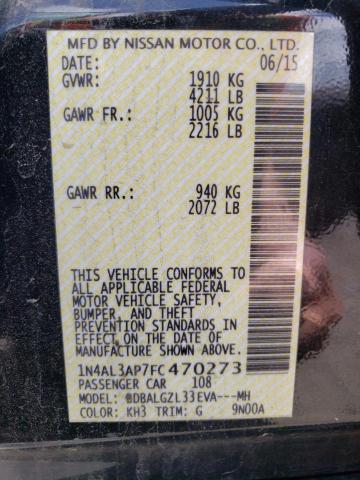 MFD BY NISSAN MOTOR CO., LTD.
DATE: 06/15
GVWR: 1910 KG
4211 LB
GAWR FR.: 1005 KG
2216 LB
GAWR RR.: 940 KG
2072 LB
THIS VEHICLE CONFORMS TO
ALL APPLICABLE FEDERAL
MOTOR VEHICLE SAFETY,
BUMPER, AND THEFT
PREVENTION STANDARDS IN
EFFECT ON THE DATE OF
MANUFACTURE SHOWN ABOVE.
1N4AL3AP7FC470273
PASSENGER CAR 108
MODEL: @DBALGZL33EVA---MH
COLOR: KH3 TRIM: G 9N00A